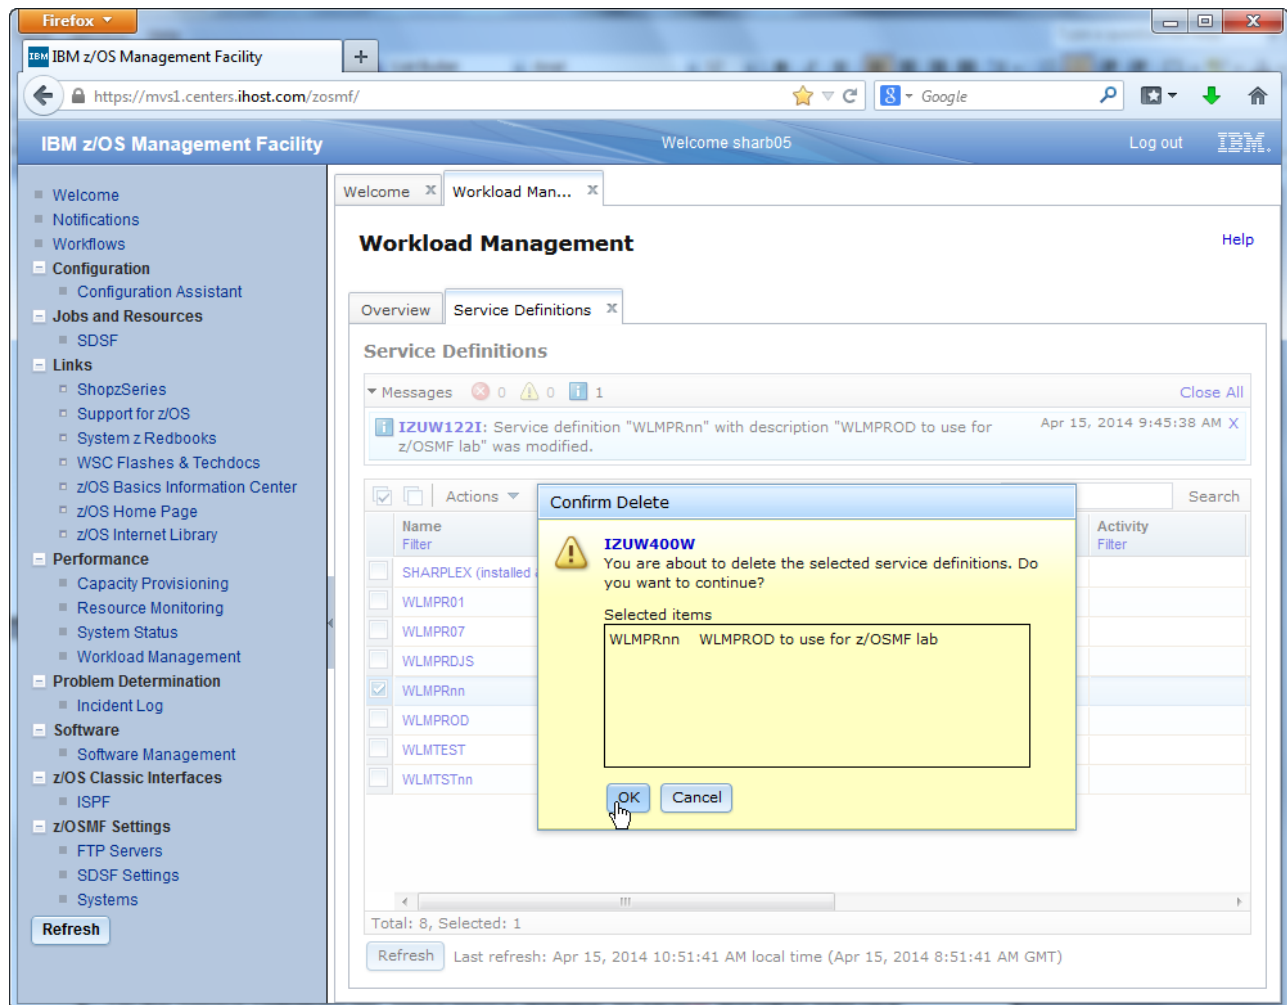 Firefox
IBM z/OS Management Facility
https://mvs1.centers.ihost.com/zosmf/
Google
IBM z/OS Management Facility
Welcome sharb05
Log out
IBM.
Welcome
Notifications
Workflows
Configuration
Configuration Assistant
Jobs and Resources
SDSF
Links
ShopzSeries
Support for z/OS
System z Redbooks
WSC Flashes & Techdocs
z/OS Basics Information Center
z/OS Home Page
z/OS Internet Library
Performance
Capacity Provisioning
Resource Monitoring
System Status
Workload Management
Problem Determination
Incident Log
Software
Software Management
z/OS Classic Interfaces
ISPF
z/OSMF Settings
FTP Servers
SDSF Settings
Systems
Refresh
Welcome
Workload Man...
Workload Management
Help
Overview
Service Definitions
Service Definitions
Messages 0 0 1
Close All
IZUW122I: Service definition "WLMPRnn" with description "WLMPROD to use for
z/OSMF lab" was modified.
Apr 15, 2014 9:45:38 AM X
Actions
Search
Name
Filter
Activity
Filter
SHARPLEX (installed
WLMPR01
WLMPR07
WLMPRDJS
WLMPRnn
WLMPROD
WLMTEST
WLMTSTnn
Confirm Delete
IZUW400W
You are about to delete the selected service definitions. Do
you want to continue?
Selected items
WLMPRnn WLMPROD to use for z/OSMF lab
OK
Cancel
Total: 8, Selected: 1
Refresh
Last refresh: Apr 15, 2014 10:51:41 AM local time (Apr 15, 2014 8:51:41 AM GMT)